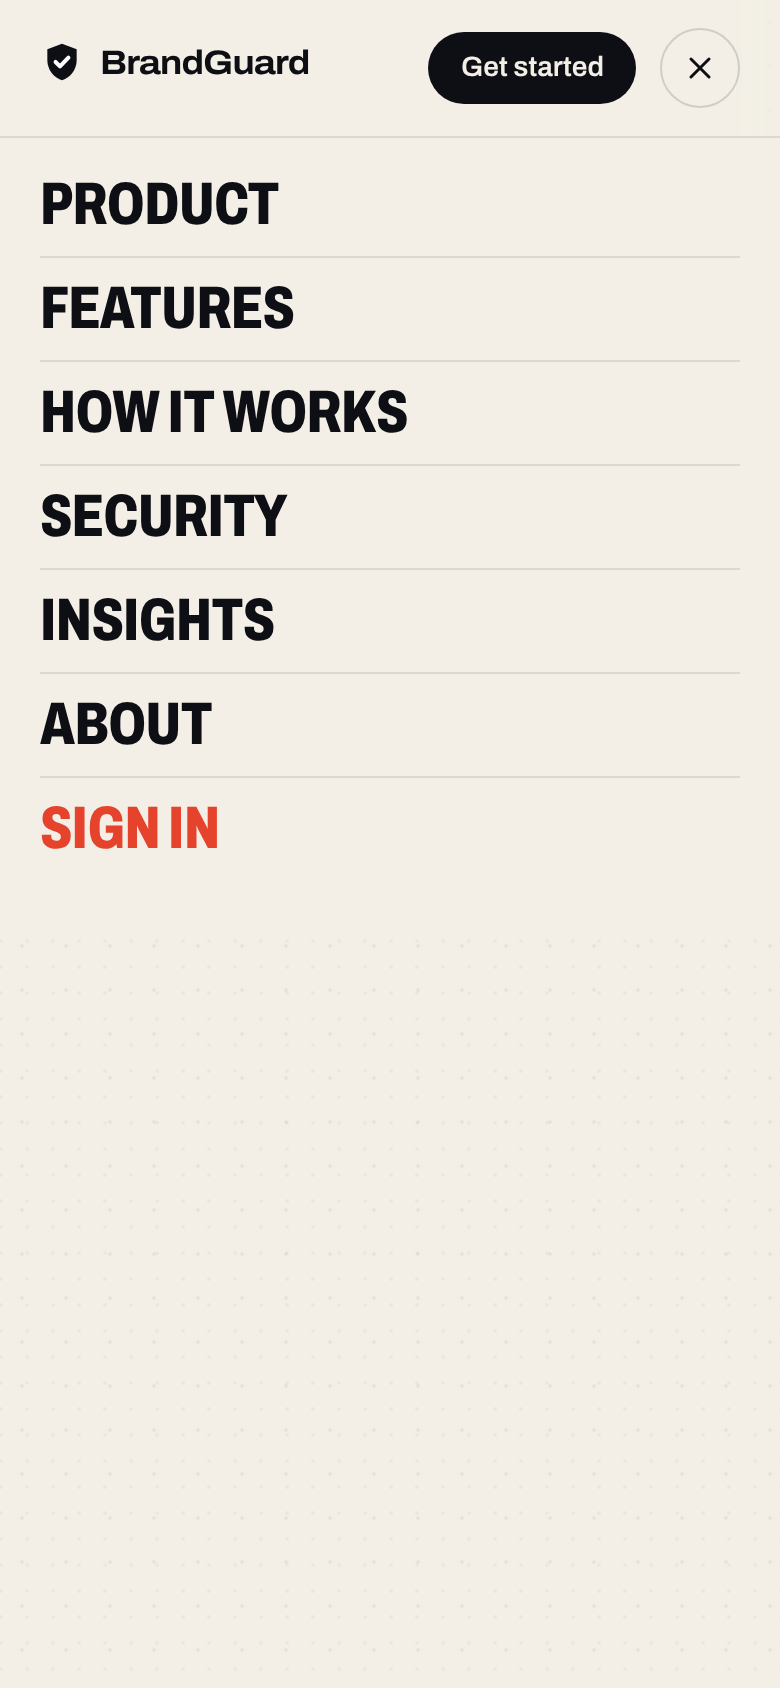 BrandGuard
Get started
PRODUCT
FEATURES
HOW IT WORKS
SECURITY
INSIGHTS
ABOUT
SIGN IN